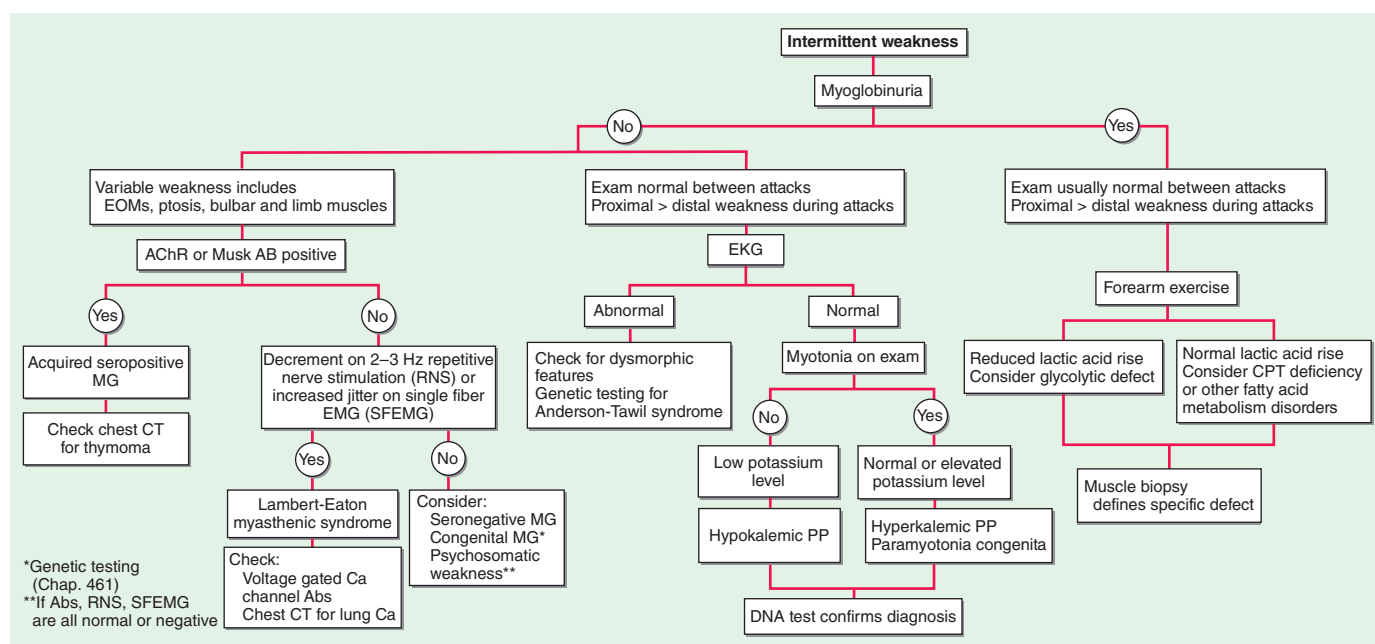 Intermittent weakness
Myoglobinuria
No
Yes
Variable weakness includes
EOMs, ptosis, bulbar and limb muscles
AChR or Musk AB positive
Yes
No
Acquired seropositive
MG
Check chest CT
for thymoma
Decrement on 2–3 Hz repetitive
nerve stimulation (RNS) or
increased jitter on single fiber
EMG (SFEMG)
Yes
No
Lambert-Eaton
myasthenic syndrome
Check:
Voltage gated Ca
channel Abs
Chest CT for lung Ca
Consider:
Seronegative MG
Congenital MG*
Psychosomatic
weakness**
Exam normal between attacks
Proximal > distal weakness during attacks
EKG
Abnormal
Normal
Check for dysmorphic
features
Genetic testing for
Anderson-Tawil syndrome
Myotonia on exam
No
Yes
Low potassium
level
Normal or elevated
potassium level
Hypokalemic PP
Hyperkalemic PP
Paramyotonia congenita
DNA test confirms diagnosis
Exam usually normal between attacks
Proximal > distal weakness during attacks
Forearm exercise
Reduced lactic acid rise
Consider glycolytic defect
Normal lactic acid rise
Consider CPT deficiency
or other fatty acid
metabolism disorders
Muscle biopsy
defines specific defect
*Genetic testing
(Chap. 461)
**If Abs, RNS, SFEMG
are all normal or negative